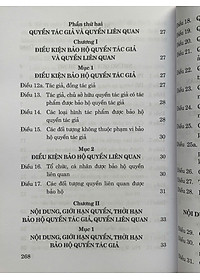 Phần thứ hai
QUYỀN TÁC GIẢ VÀ QUYỀN LIÊN QUAN 27
Chương I
ĐIỀU KIỆN BẢO HỘ QUYỀN TÁC GIẢ
VÀ QUYỀN LIÊN QUAN 27
Mục 1
ĐIỀU KIỆN BẢO HỘ QUYỀN TÁC GIẢ 27
Điều 12a. Tác giả, đồng tác giả 27
Điều 13. Tác giả, chủ sở hữu quyền tác giả có tác
phẩm được bảo hộ quyền tác giả 28
Điều 14. Các loại hình tác phẩm được bảo hộ
quyền tác giả 28
Điều 15. Các đối tượng không thuộc phạm vi bảo
hộ quyền tác giả 30
Mục 2
ĐIỀU KIỆN BẢO HỘ QUYỀN LIÊN QUAN 30
Điều 16. Tổ chức, cá nhân được bảo hộ quyền
liên quan 30
Điều 17. Các đối tượng quyền liên quan được
bảo hộ 31
Chương II
NỘI DUNG, GIỚI HẠN QUYỀN, THỜI HẠN
BẢO HỘ QUYỀN TÁC GIẢ, QUYỀN LIÊN QUAN 33
Mục 1
NỘI DUNG, GIỚI HẠN QUYỀN, THỜI HẠN
BẢO HỘ QUYỀN TÁC GIẢ 33
268